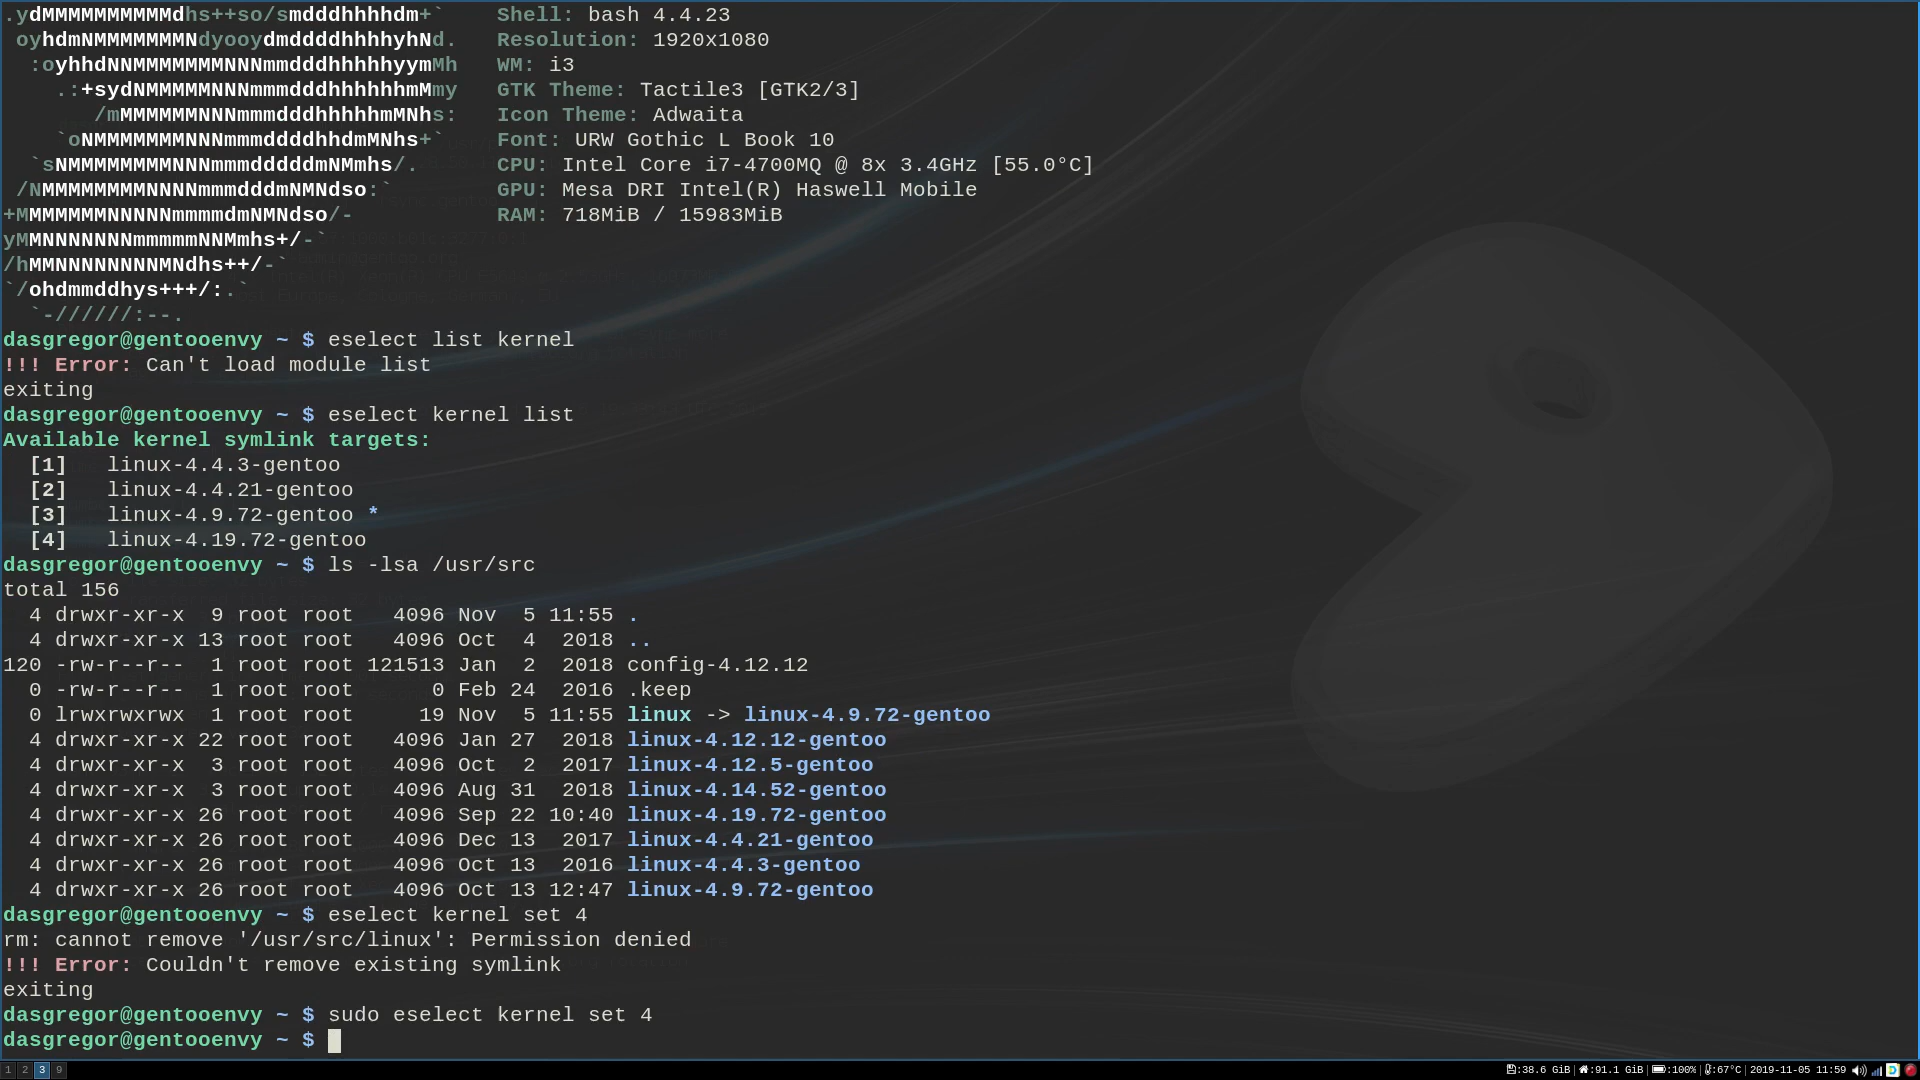 .ydMMMMMMMMMMdhs++so/smdddhhhhdm+`    Shell: bash 4.4.23
 oyhdmNMMMMMMMNdyooydmddddhhhhyhNd.   Resolution: 1920x1080
  :oyhhdNNMMMMMMMNNNmmdddhhhhhyymMh   WM: i3
    .:+sydNMMMMMNNNmmmdddhhhhhhmMmy   GTK Theme: Tactile3 [GTK2/3]
       /mMMMMMMNNNmmmdddhhhhhmMNhs:   Icon Theme: Adwaita
    `oNMMMMMMMNNNmmmddddhhdmMNhs+`    Font: URW Gothic L Book 10
  `sNMMMMMMMMNNNmmmdddddmNMmhs/.      CPU: Intel Core i7-4700MQ @ 8x 3.4GHz [55.0°C]
 /NMMMMMMMMNNNNmmmdddmNMNdso:`        GPU: Mesa DRI Intel(R) Haswell Mobile
+MMMMMMMNNNNNmmmmdmNMNdso/-           RAM: 718MiB / 15983MiB
yMMNNNNNNNmmmmmNNMmhs+/-`
/hMMNNNNNNNNMNdhs++/-`
`/ohdmmddhys+++/:.`
  `-//////:--.
dasgregor@gentooenvy ~ $ eselect list kernel
!!! Error: Can't load module list
exiting
dasgregor@gentooenvy ~ $ eselect kernel list
Available kernel symlink targets:
  [1]   linux-4.4.3-gentoo
  [2]   linux-4.4.21-gentoo
  [3]   linux-4.9.72-gentoo *
  [4]   linux-4.19.72-gentoo
dasgregor@gentooenvy ~ $ ls -lsa /usr/src
total 156
  4 drwxr-xr-x  9 root root   4096 Nov  5 11:55 .
  4 drwxr-xr-x 13 root root   4096 Oct  4  2018 ..
120 -rw-r--r--  1 root root 121513 Jan  2  2018 config-4.12.12
  0 -rw-r--r--  1 root root      0 Feb 24  2016 .keep
  0 lrwxrwxrwx  1 root root     19 Nov  5 11:55 linux -> linux-4.9.72-gentoo
  4 drwxr-xr-x 22 root root   4096 Jan 27  2018 linux-4.12.12-gentoo
  4 drwxr-xr-x  3 root root   4096 Oct  2  2017 linux-4.12.5-gentoo
  4 drwxr-xr-x  3 root root   4096 Aug 31  2018 linux-4.14.52-gentoo
  4 drwxr-xr-x 26 root root   4096 Sep 22 10:40 linux-4.19.72-gentoo
  4 drwxr-xr-x 26 root root   4096 Dec 13  2017 linux-4.4.21-gentoo
  4 drwxr-xr-x 26 root root   4096 Oct 13  2016 linux-4.4.3-gentoo
  4 drwxr-xr-x 26 root root   4096 Oct 13 12:47 linux-4.9.72-gentoo
dasgregor@gentooenvy ~ $ eselect kernel set 4
rm: cannot remove '/usr/src/linux': Permission denied
!!! Error: Couldn't remove existing symlink
exiting
dasgregor@gentooenvy ~ $ sudo eselect kernel set 4
dasgregor@gentooenvy ~ $
1 2 3 9 :38.6 GiB | :91.1 GiB | :100% | :67°C | 2019-11-05 11:59